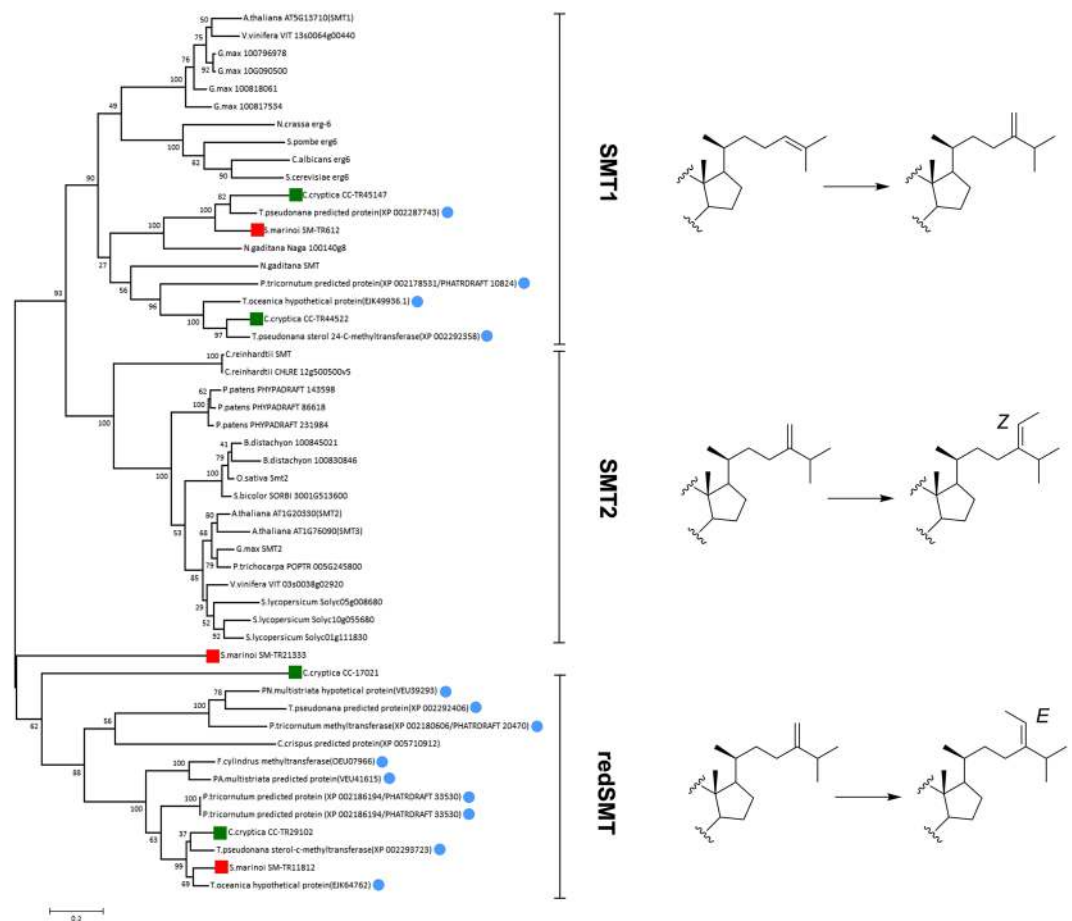 A.thaliana AT5G13710(SMT1)
V.vinifera VIT 13s0064g00440
G.max 100796978
G.max 10G090500
G.max 100818061
G.max 100817534
N.crassa erg-6
S.pombe erg6
C.albicans erg6
S.cerevisiae erg6
C.cryptica CC-TR45147
T.pseudonana predicted protein(XP 002287743)
S.marinoi SM-TR612
N.gaditana Naga 100140g8
N.gaditana SMT
P.tricornutum predicted protein(XP 002178531/PHATRDRAFT 10824)
T.oceanica hypothetical protein(EJK49936.1)
C.cryptica CC-TR44522
T.pseudonana sterol 24-C-methyltransferase(XP 002292358)
C.reinhardtii SMT
C.reinhardtii CHLRE 12g500500v5
P.patens PHYPADRAFT 143598
P.patens PHYPADRAFT 86618
P.patens PHYPADRAFT 231984
B.distachyon 100845021
B.distachyon 100830846
O.sativa Smt2
S.bicolor SORBI 3001G513600
A.thaliana AT1G20330(SMT2)
A.thaliana AT1G76090(SMT3)
G.max SMT2
P.trichocarpa POPTR 005G245800
V.vinifera VIT 03s0038g02920
S.lycopersicum Solyc05g008680
S.lycopersicum Solyc10g055680
S.lycopersicum Solyc01g111830
S.marinoi SM-TR21333
C.cryptica CC-17021
PN.multistriata hypotetical protein(VEU39293)
T.pseudonana predicted protein(XP 002292406)
P.tricornutum methyltransferase(XP 002180606/PHATRDRAFT 20470)
C.crispus predicted protein(XP 005710912)
F.cylindrus methyltransferase(OEU07966)
PA.multistriata predicted protein(VEU41615)
P.tricornutum predicted protein (XP 002186194/PHATRDRAFT 33530)
P.tricornutum predicted protein (XP 002186194/PHATRDRAFT 33530)
C.cryptica CC-TR29102
T.pseudonana sterol-c-methyltransferase(XP 002293723)
S.marinoi SM-TR11812
T.oceanica hypothetical protein(EJK64762)
50
75
76
92
100
49
100
82
90
90
82
100
100
27
56
96
100
97
93
100
100
62
100
41
79
100
53
80
68
79
85
29
52
92
78
100
56
62
88
100
100
63
37
99
69
0.2
SMT1
SMT2
Z
redSMT
E